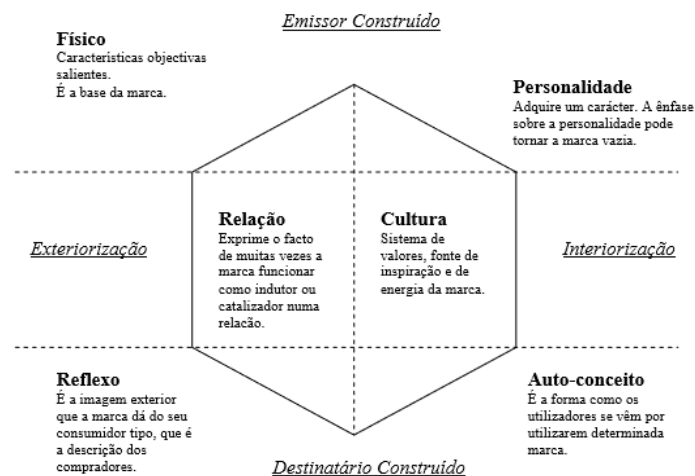 Emissor Construído
Físico
Características objectivas
salientes.
É a base da marca.
Personalidade
Adquire um carácter. A ênfase
sobre a personalidade pode
tornar a marca vazia.
Exteriorização
Relação
Exprime o facto
de muitas vezes a
marca funcionar
como indutor ou
catalizador numa
relacão.
Cultura
Sistema de
valores, fonte de
inspiração e de
energia da marca.
Interiorização
Reflexo
É a imagem exterior
que a marca dá do seu
consumidor tipo, que é
a descrição dos
compradores.
Auto-conceito
É a forma como os
utilizadores se vêm por
utilizarem determinada
marca.
Destinatário Construído